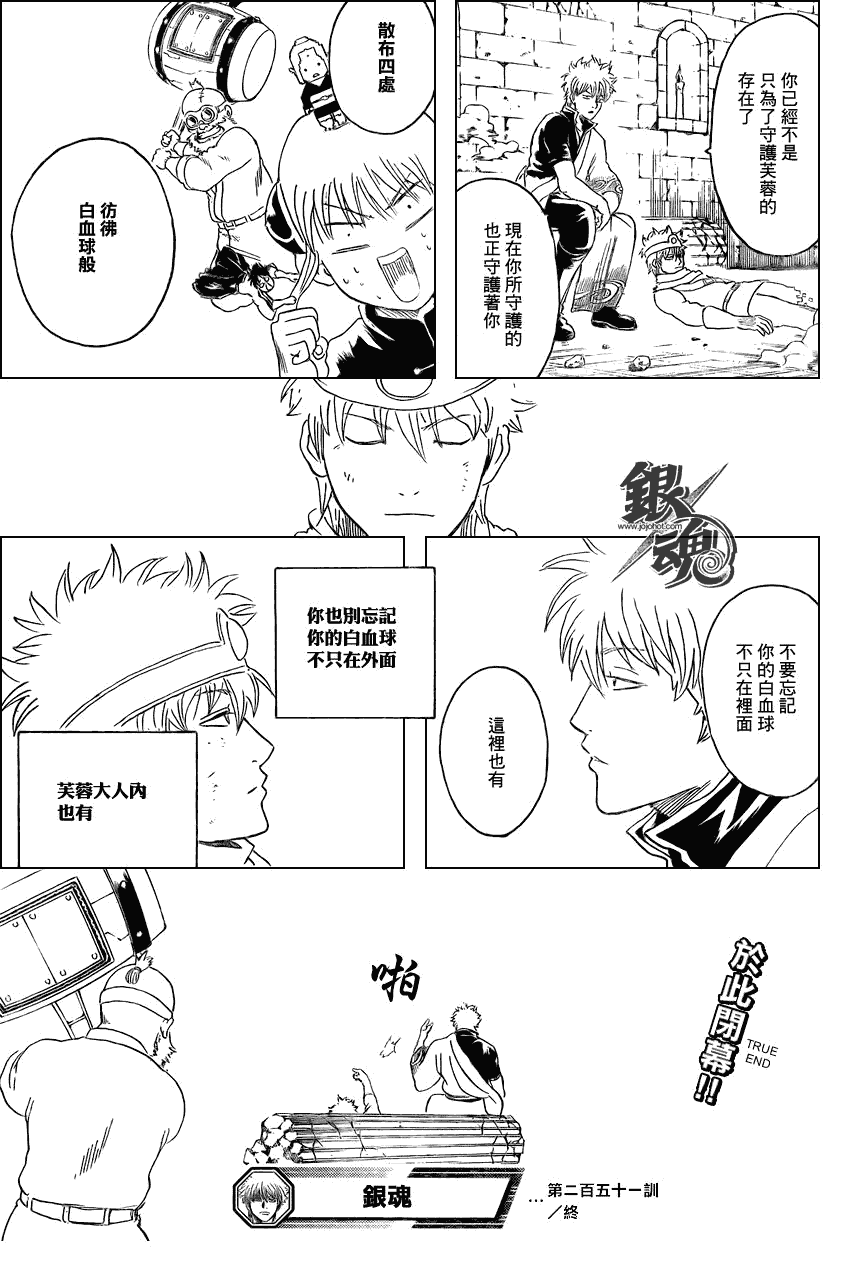 你已經不是
只為了守護芙蓉的
存在了
現在你所守護的
也正守護著你
散布四處
彷彿
白血球般
銀魂
www.jojohot.com
不要忘記
你的白血球
不只在裡面
這裡也有
你也別忘記
你的白血球
不只在外面
芙蓉大人內
也有
啪
於此閉幕!!
TRUE
END
銀魂
…第二百五十一訓
／終